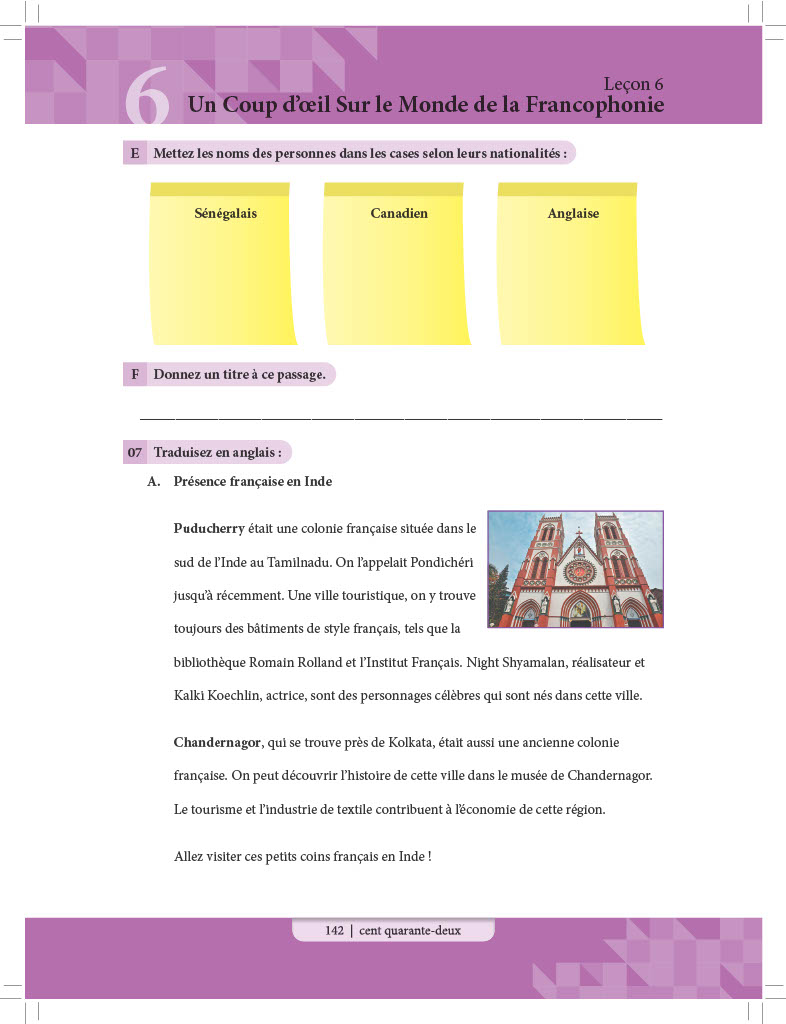 6
Leçon 6
Un Coup d’œil Sur le Monde de la Francophonie
E Mettez les noms des personnes dans les cases selon leurs nationalités :
Sénégalais Canadien Anglaise
F Donnez un titre à ce passage.
07 Traduisez en anglais :
A. Présence française en Inde
Puducherry était une colonie française située dans le
sud de l’Inde au Tamilnadu. On l’appelait Pondichéri
jusqu’à récemment. Une ville touristique, on y trouve
toujours des bâtiments de style français, tels que la
bibliothèque Romain Rolland et l’Institut Français. Night Shyamalan, réalisateur et
Kalki Koechlin, actrice, sont des personnages célèbres qui sont nés dans cette ville.
Chandernagor, qui se trouve près de Kolkata, était aussi une ancienne colonie
française. On peut découvrir l’histoire de cette ville dans le musée de Chandernagor.
Le tourisme et l’industrie de textile contribuent à l’économie de cette région.
Allez visiter ces petits coins français en Inde !
142 | cent quarante-deux